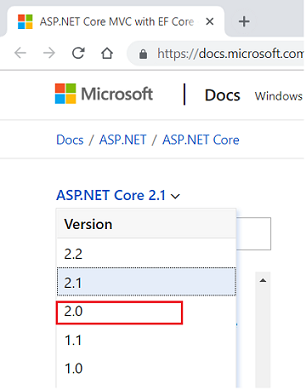 ASP.NET Core MVC with EF Core
https://docs.microsoft.com
Microsoft Docs Windows
Docs / ASP.NET / ASP.NET Core
ASP.NET Core 2.1
Version
2.2
2.1
2.0
1.1
1.0